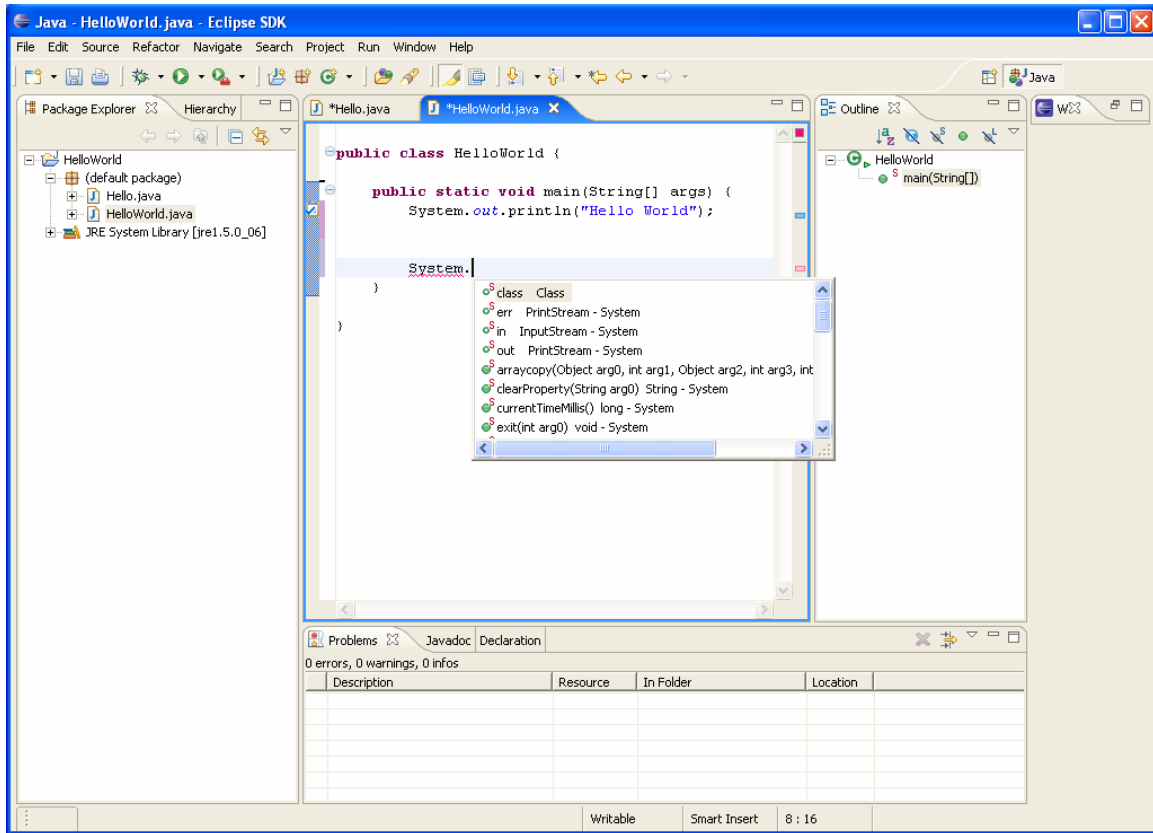 Java - HelloWorld.java - Eclipse SDK
File Edit Source Refactor Navigate Search Project Run Window Help
Java
Package Explorer Hierarchy
HelloWorld
(default package)
Hello.java
HelloWorld.java
JRE System Library [jre1.5.0_06]
*Hello.java *HelloWorld.java
public class HelloWorld {
public static void main(String[] args) {
System.out.println("Hello World");
System.
}
}
class Class
err PrintStream - System
in InputStream - System
out PrintStream - System
arraycopy(Object arg0, int arg1, Object arg2, int arg3, int
clearProperty(String arg0) String - System
currentTimeMillis() long - System
exit(int arg0) void - System
Outline
HelloWorld
main(String[])
W
Problems Javadoc Declaration
0 errors, 0 warnings, 0 infos
Description Resource In Folder Location
Writable Smart Insert 8 : 16